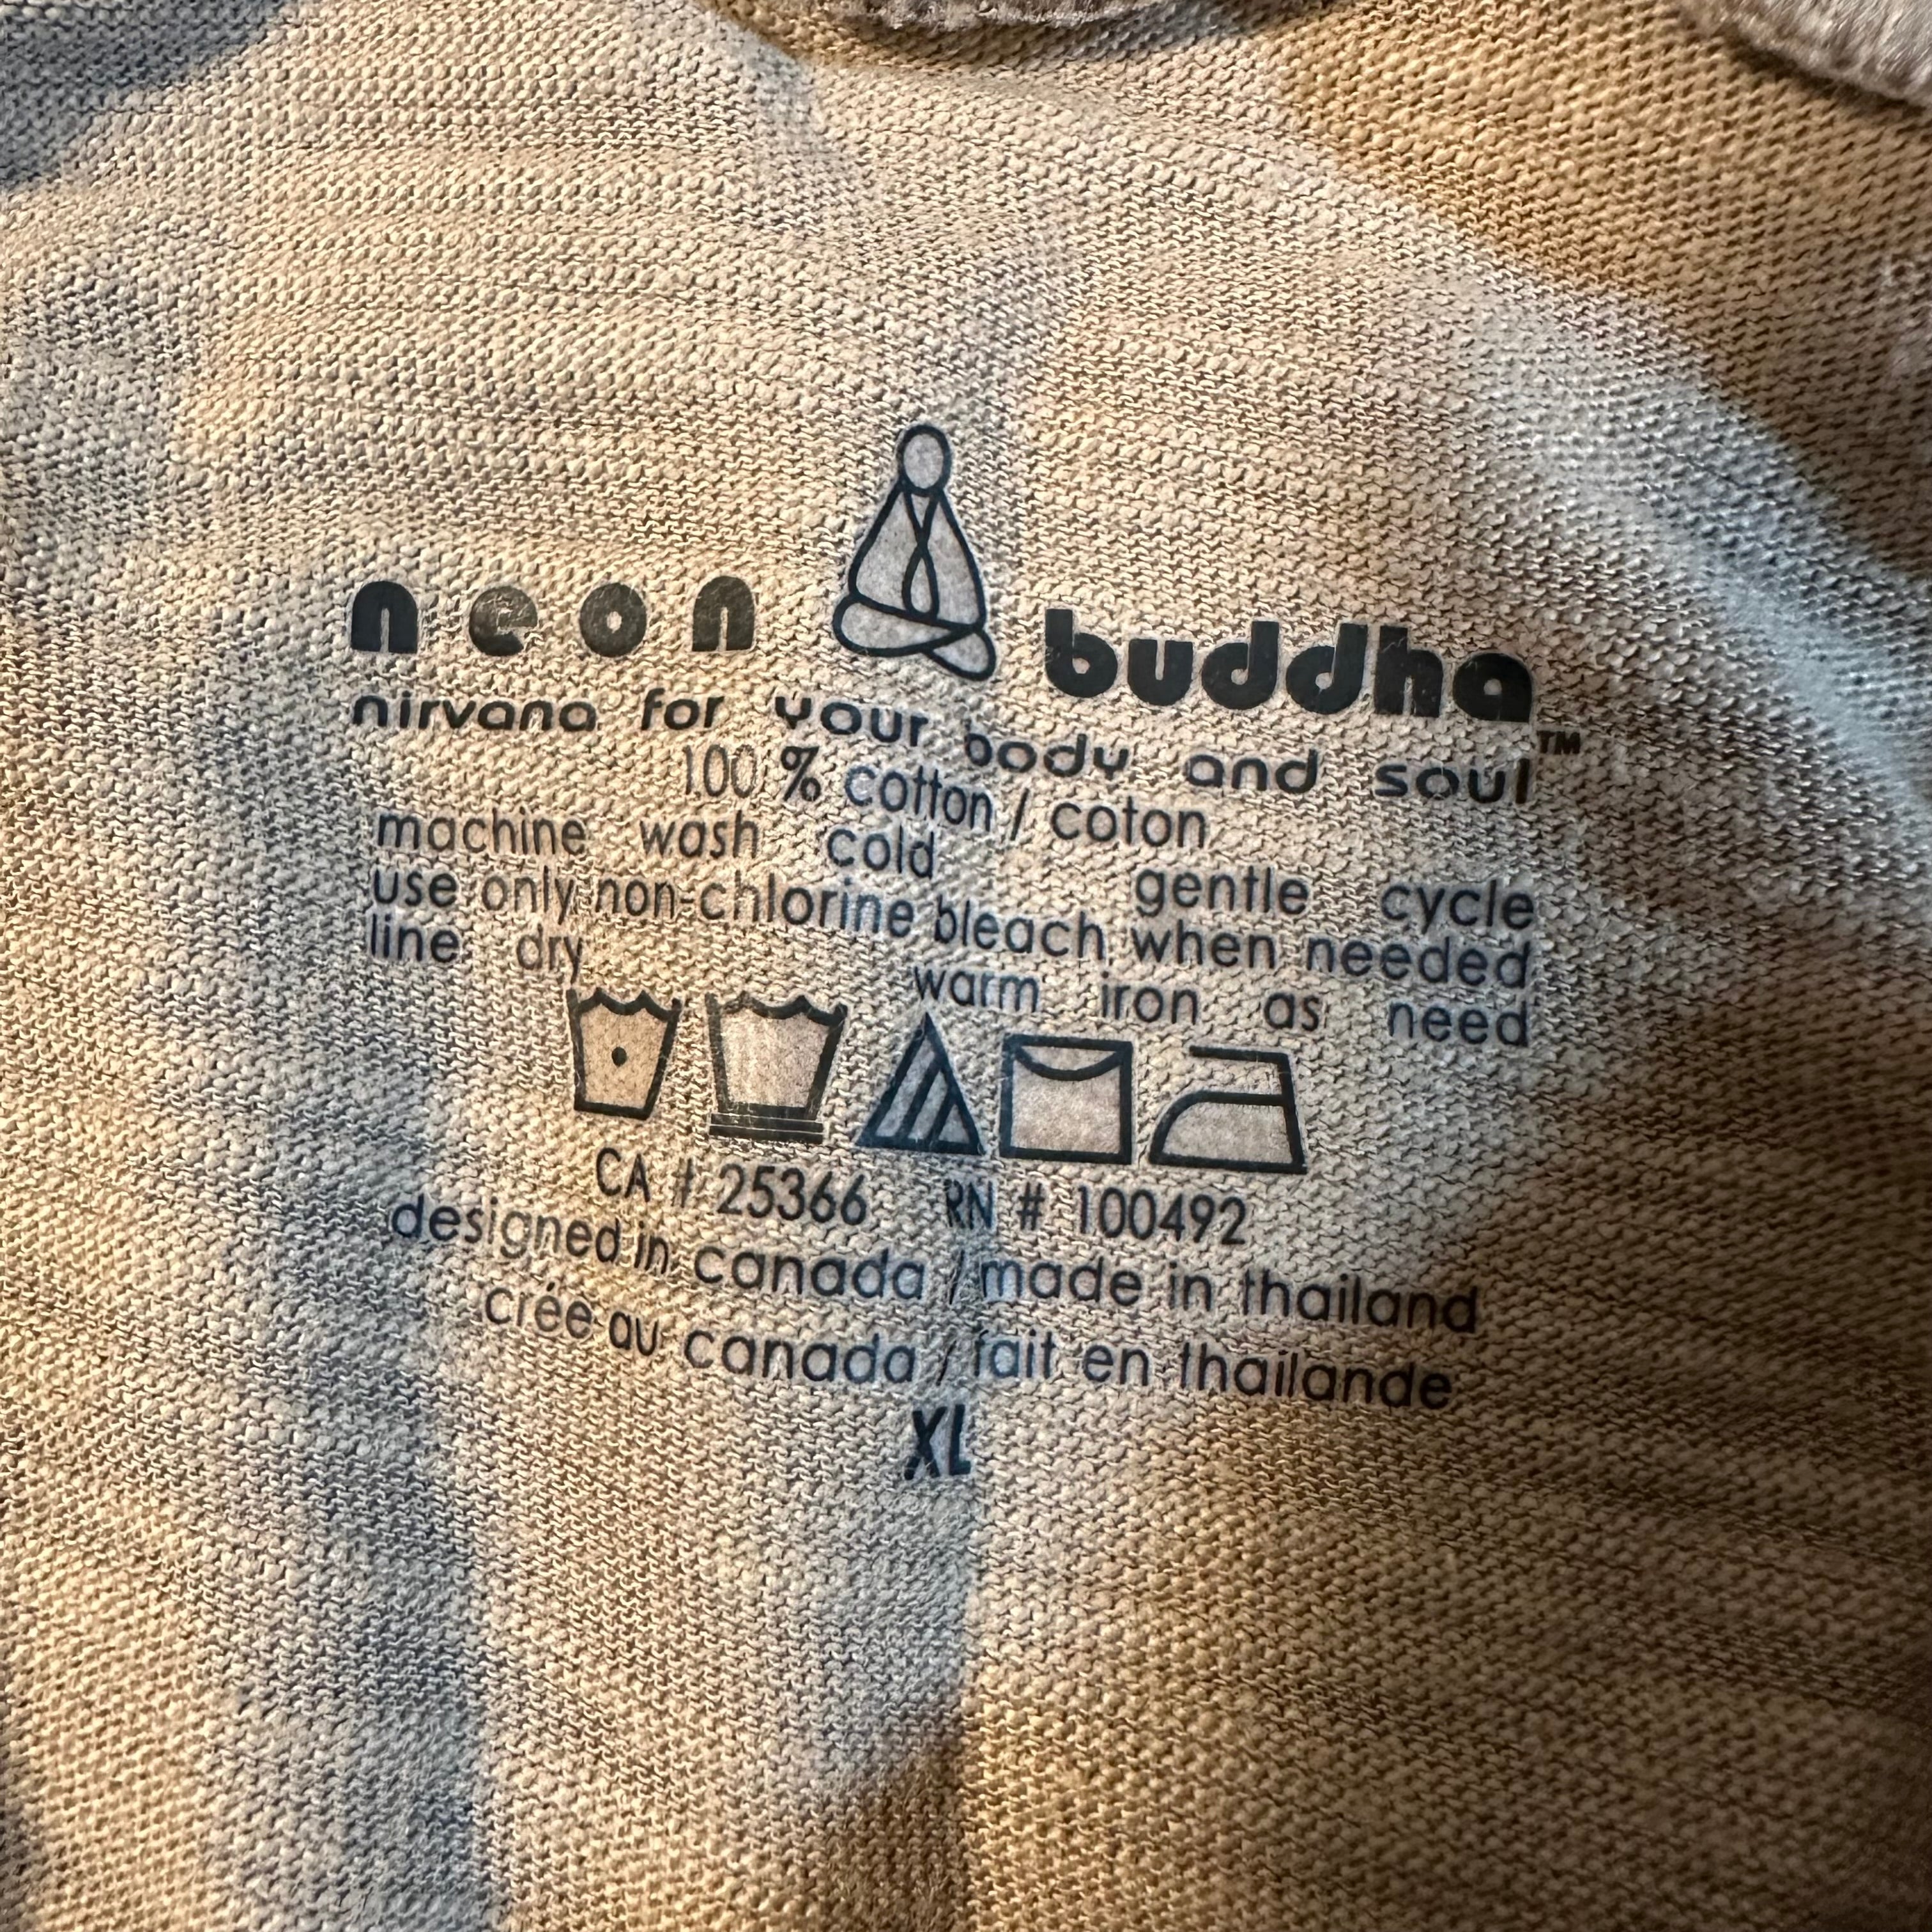 neon buddha™
nirvana for your body and soul
100 % cotton / coton
machine wash cold gentle cycle
use only non-chlorine bleach when needed
line dry warm iron as need
CA # 25366 RN # 100492
designed in canada / made in thailand
crée au canada / fait en thailande
XL